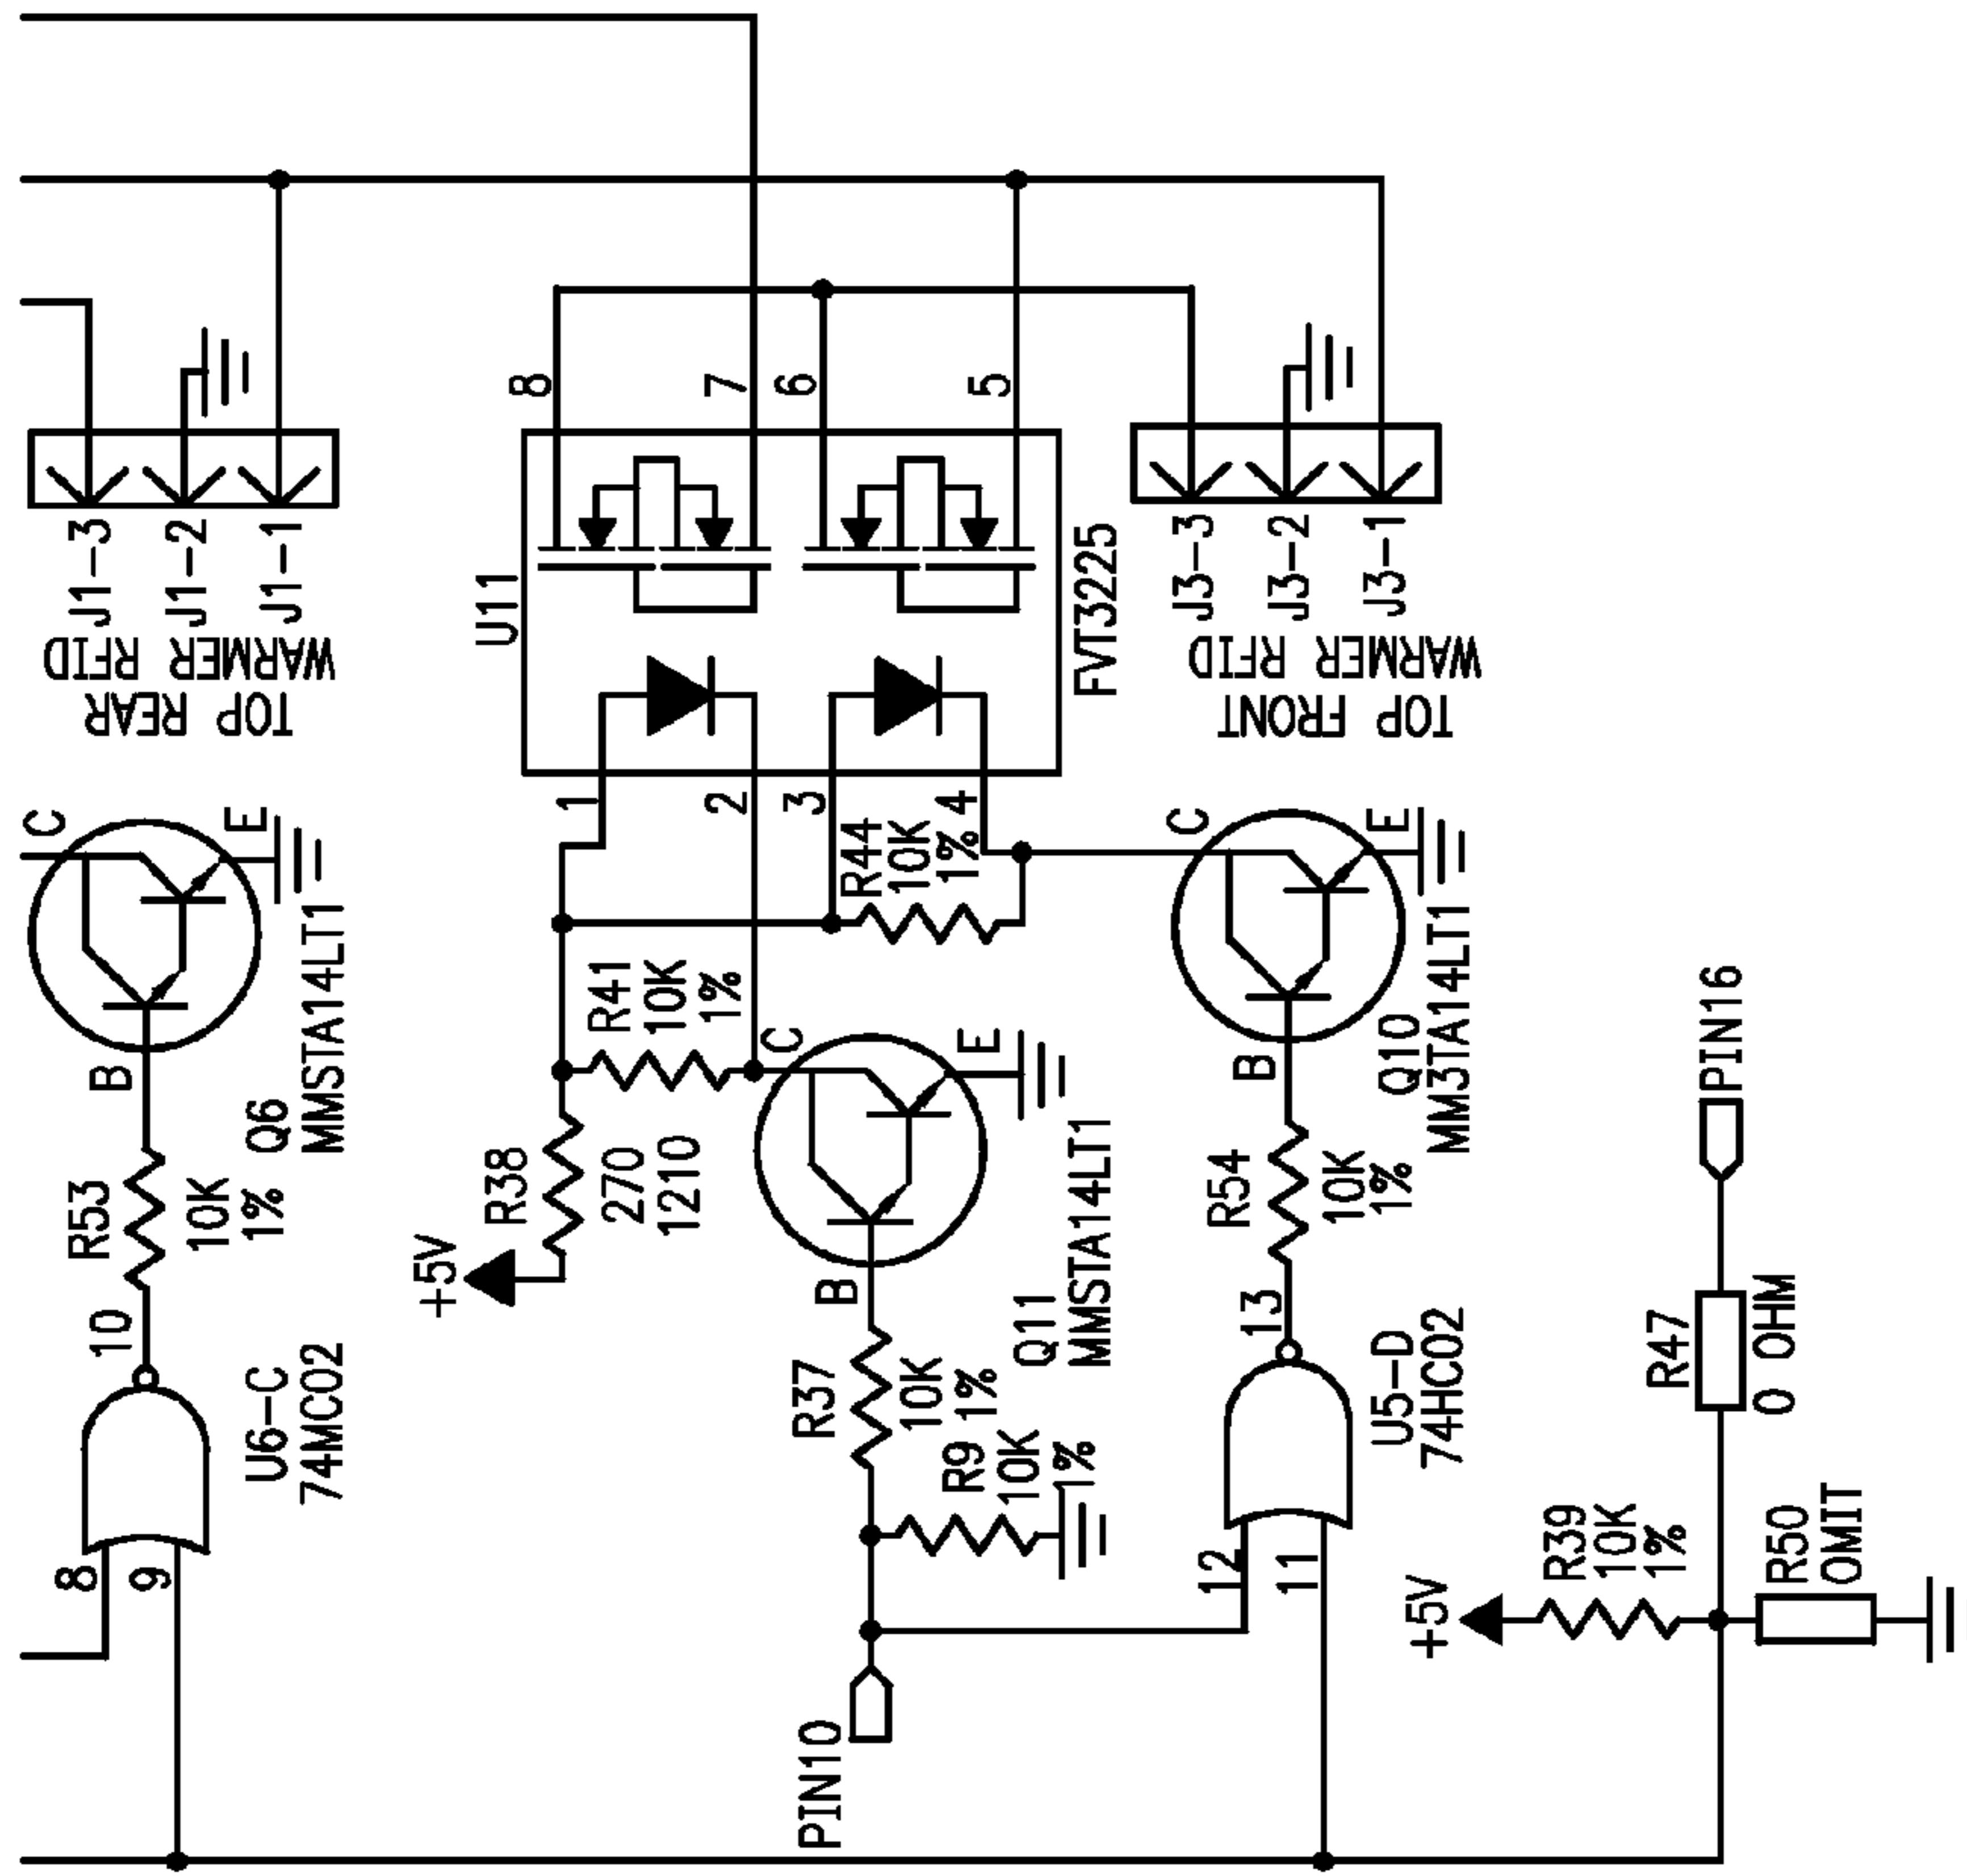 J1-3
J1-2
J1-1
TOP REAR
WARMER RFID
C
E
B
Q6
MMSTA14LT1
R53
10K
1%
10
U6-C
74MC02
8
9
8
7
6
5
U11
FVT3225
1
2
3
4
R44
10K
1%
R41
10K
1%
R38
270
1210
+5V
C
E
B
Q11
MMSTA14LT1
R37
10K
1%
R9
10K
1%
PIN10
J3-3
J3-2
J3-1
TOP FRONT
WARMER RFID
C
E
B
Q10
MM3TA14LT1
R54
10K
1%
13
U5-D
74HC02
12
11
PIN16
R47
0 OHM
+5V
R39
10K
1%
R50
OMIT